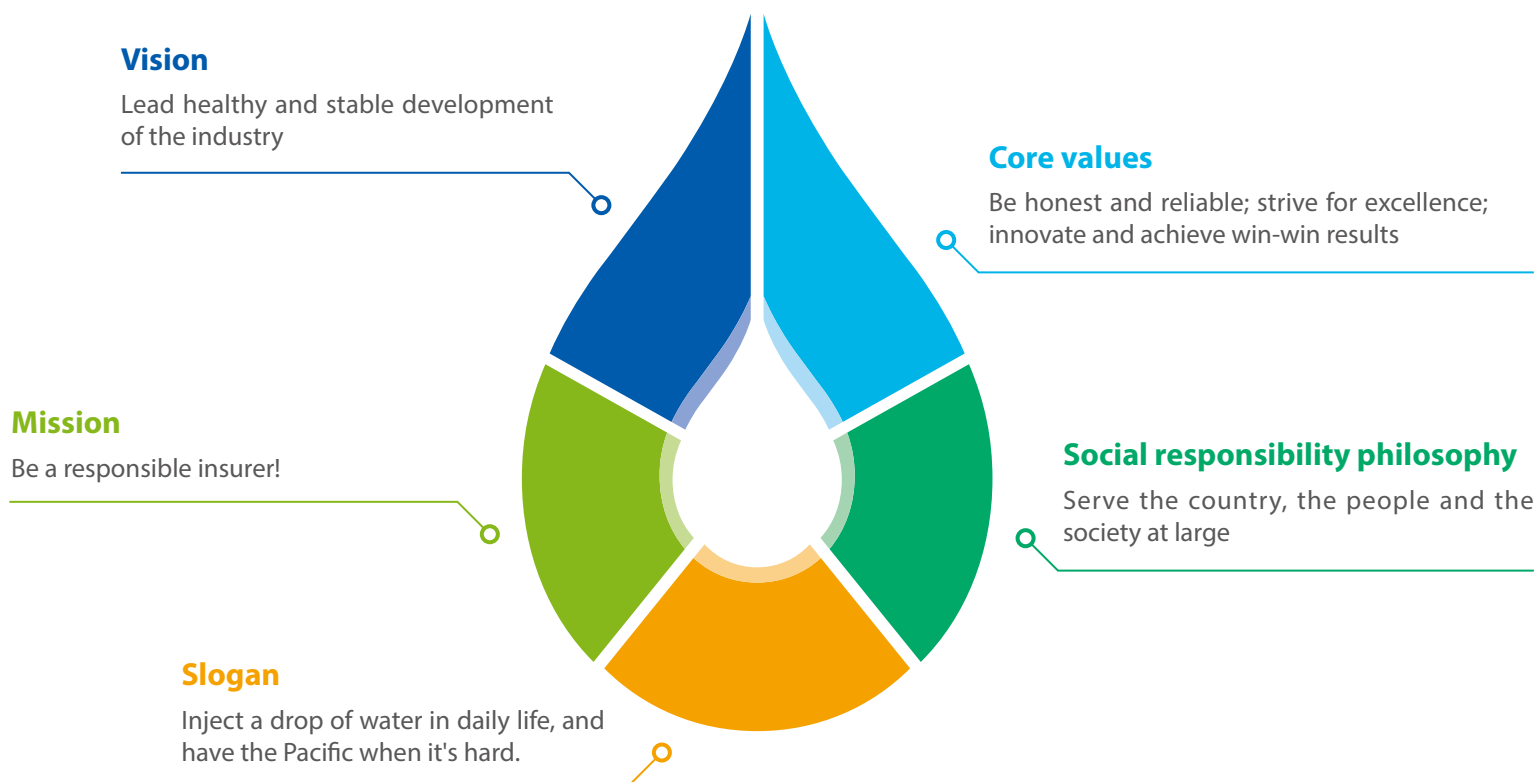 Vision
Lead healthy and stable development
of the industry
Core values
Be honest and reliable; strive for excellence;
innovate and achieve win-win results
Mission
Be a responsible insurer!
Social responsibility philosophy
Serve the country, the people and the
society at large
Slogan
Inject a drop of water in daily life, and
have the Pacific when it's hard.